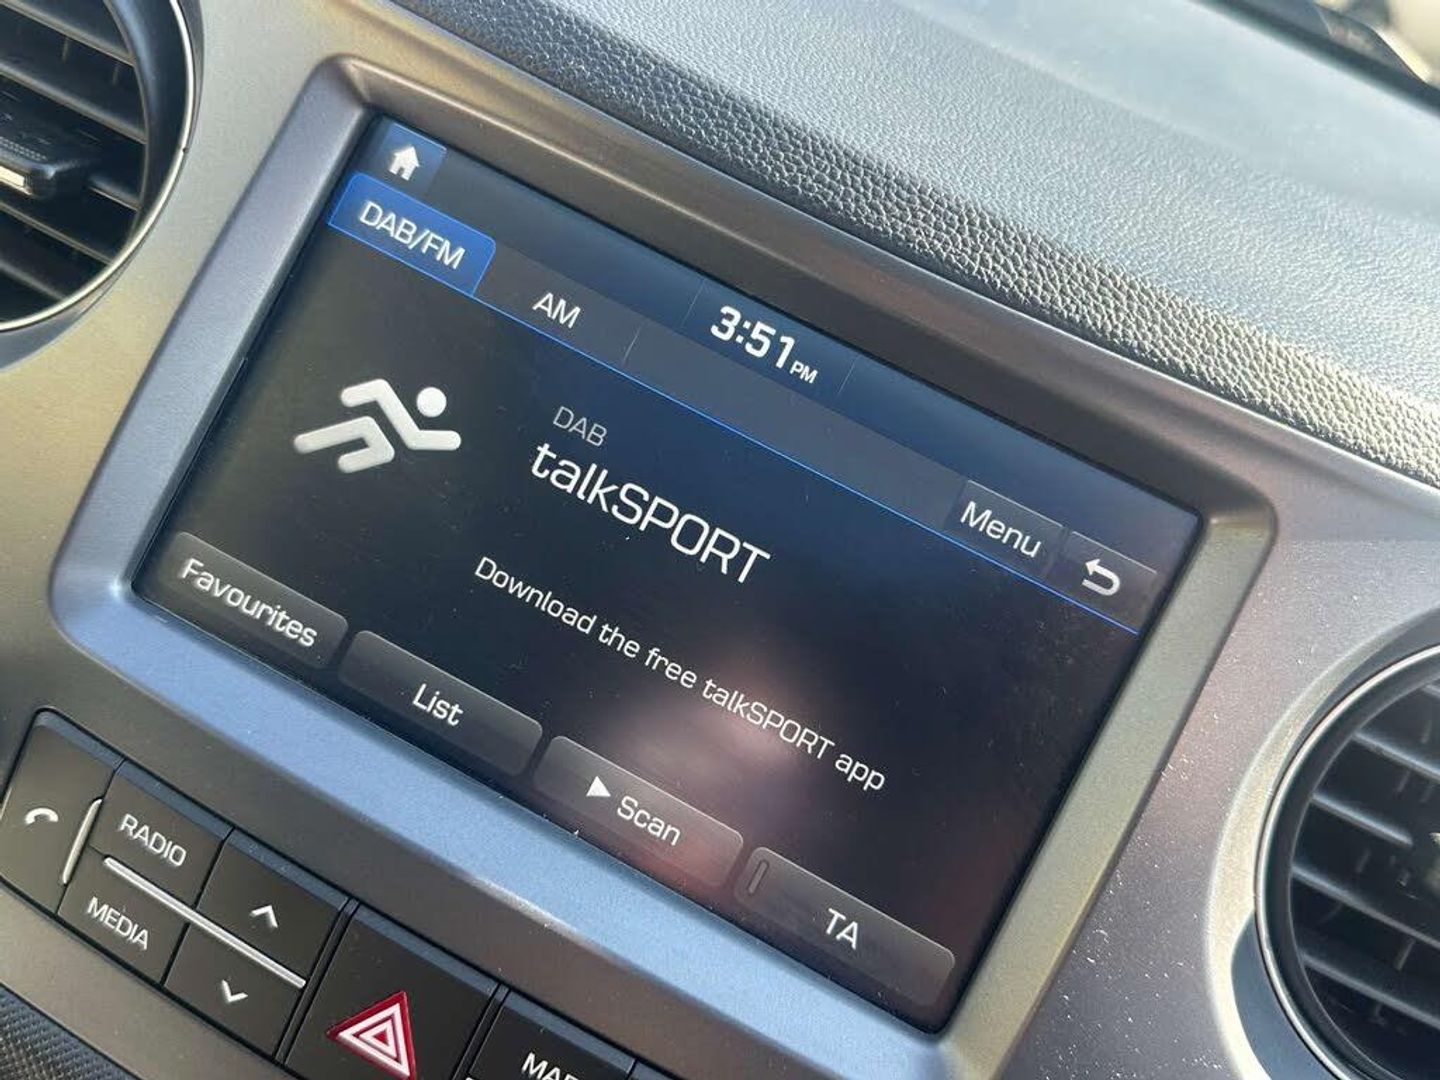 DAB/FM
AM
3:51 PM
Menu
DAB
talkSPORT
Download the free talkSPORT app
Favourites
List
Scan
TA
RADIO
MEDIA